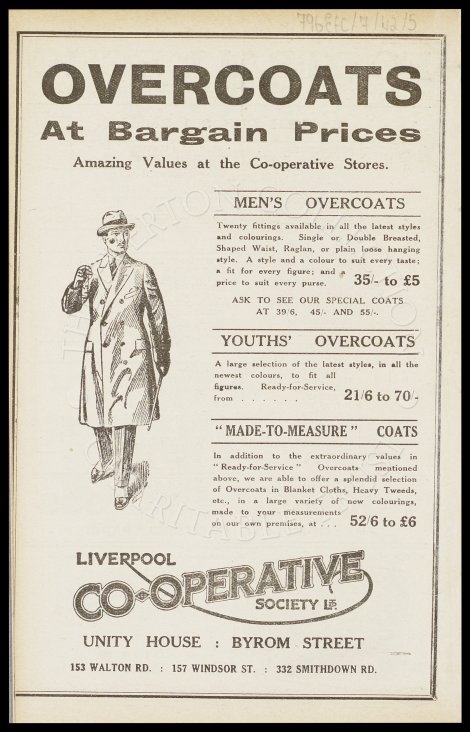 796EFC/7/42/5
OVERCOATS
At Bargain Prices
Amazing Values at the Co-operative Stores.
MEN'S OVERCOATS
Twenty fittings available in all the latest styles
and colourings. Single or Double Breasted,
Shaped Waist, Raglan, or plain loose hanging
style. A style and a colour to suit every taste;
a fit for every figure; and a
price to suit every purse. 35/- to £5
ASK TO SEE OUR SPECIAL COATS
AT 39/6, 45/- AND 55/-.
YOUTHS' OVERCOATS
A large selection of the latest styles, in all the
newest colours, to fit all
figures. Ready-for-Service,
from . . . . . . 21/6 to 70/-
"MADE-TO-MEASURE" COATS
In addition to the extraordinary values in
"Ready-for-Service" Overcoats mentioned
above, we are able to offer a splendid selection
of Overcoats in Blanket Cloths, Heavy Tweeds,
etc., in a large variety of new colourings,
made to your measurements
on our own premises, at ... 52/6 to £6
LIVERPOOL
CO-OPERATIVE
SOCIETY LTD.
UNITY HOUSE : BYROM STREET
153 WALTON RD. : 157 WINDSOR ST. : 332 SMITHDOWN RD.